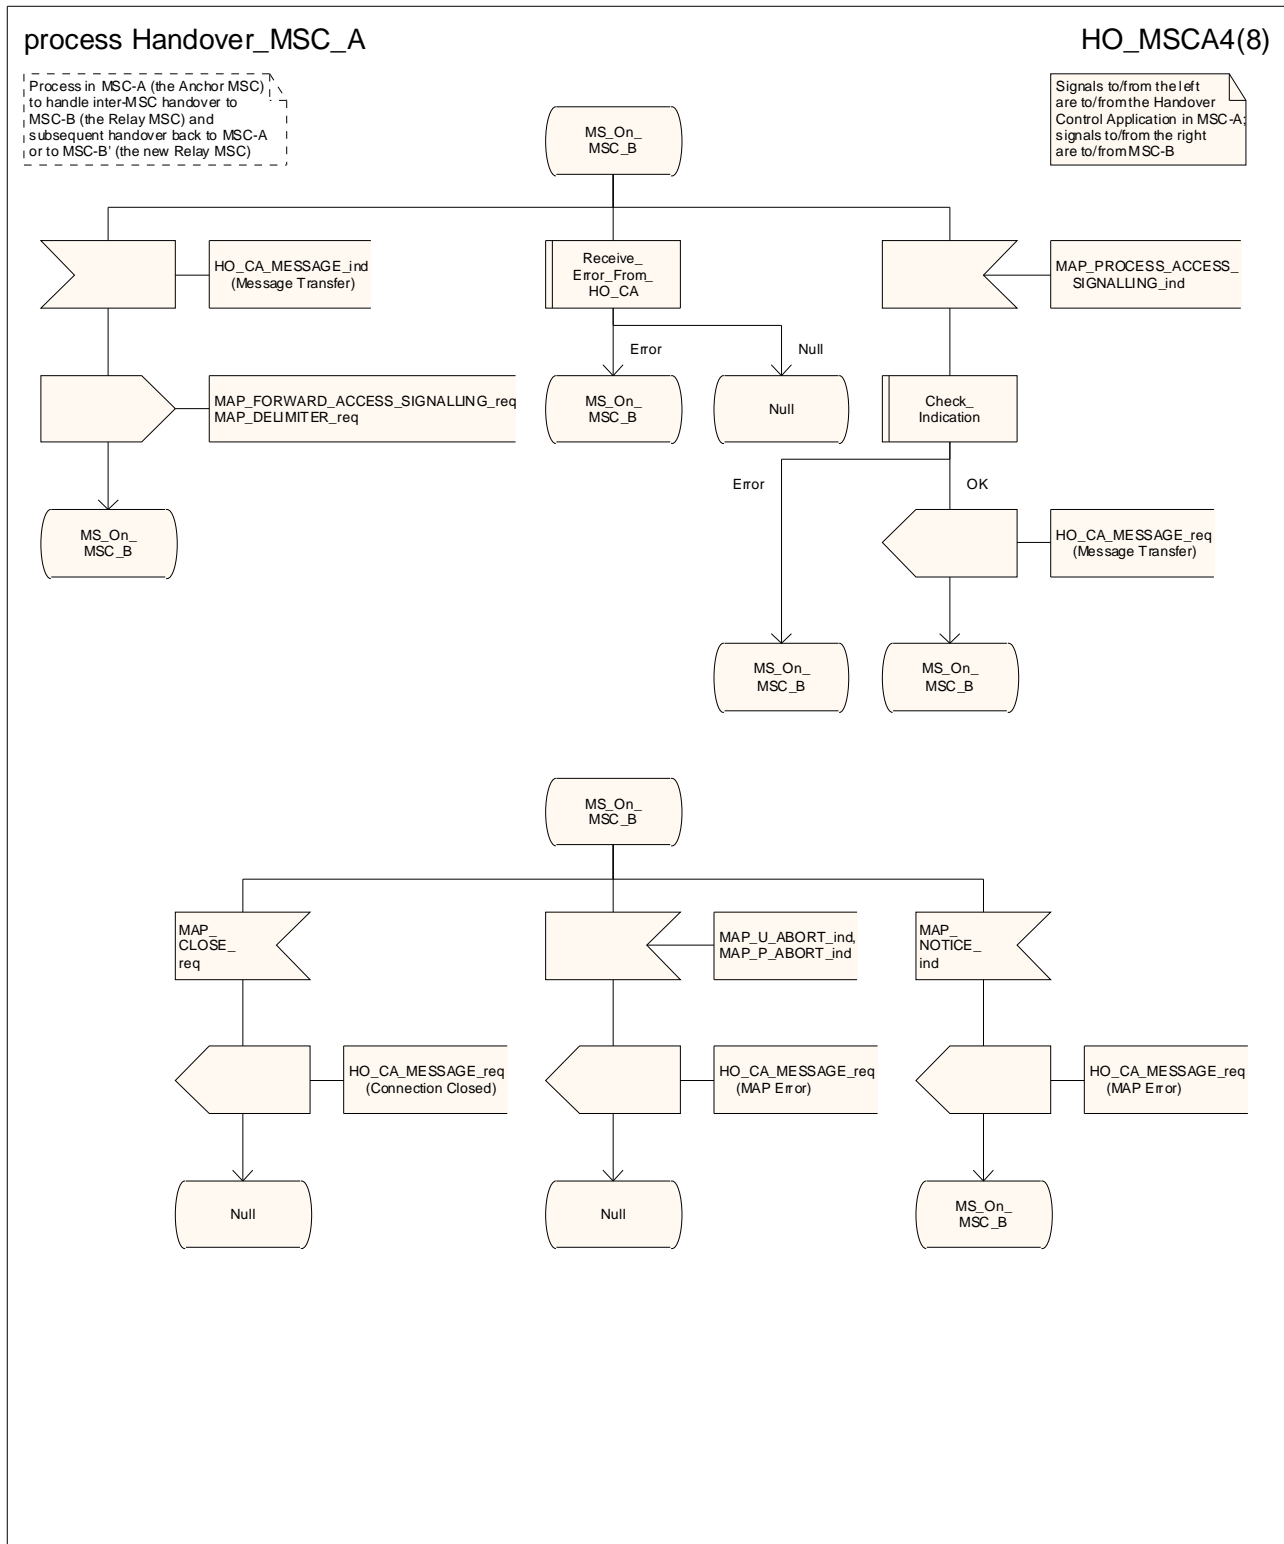 process Handover_MSC_A
HO_MSCA4(8)
Process in MSC-A (the Anchor MSC)
to handle inter-MSC handover to
MSC-B (the Relay MSC) and
subsequent handover back to MSC-A
or to MSC-B' (the new Relay MSC)
Signals to/from the left
are to/from the Handover
Control Application in MSC-A;
signals to/from the right
are to/from MSC-B
MS_On_
MSC_B
HO_CA_MESSAGE_ind
(Message Transfer)
Receive_
Error_From_
HO_CA
MAP_PROCESS_ACCESS_
SIGNALLING_ind
Error
Null
MAP_FORWARD_ACCESS_SIGNALLING_req
MAP_DELIMITER_req
MS_On_
MSC_B
Null
Check_
Indication
Error
OK
MS_On_
MSC_B
HO_CA_MESSAGE_req
(Message Transfer)
MS_On_
MSC_B
MS_On_
MSC_B
MS_On_
MSC_B
MAP_
CLOSE_
req
MAP_U_ABORT_ind,
MAP_P_ABORT_ind
MAP_
NOTICE_
ind
HO_CA_MESSAGE_req
(Connection Closed)
HO_CA_MESSAGE_req
(MAP Error)
HO_CA_MESSAGE_req
(MAP Error)
Null
Null
MS_On_
MSC_B